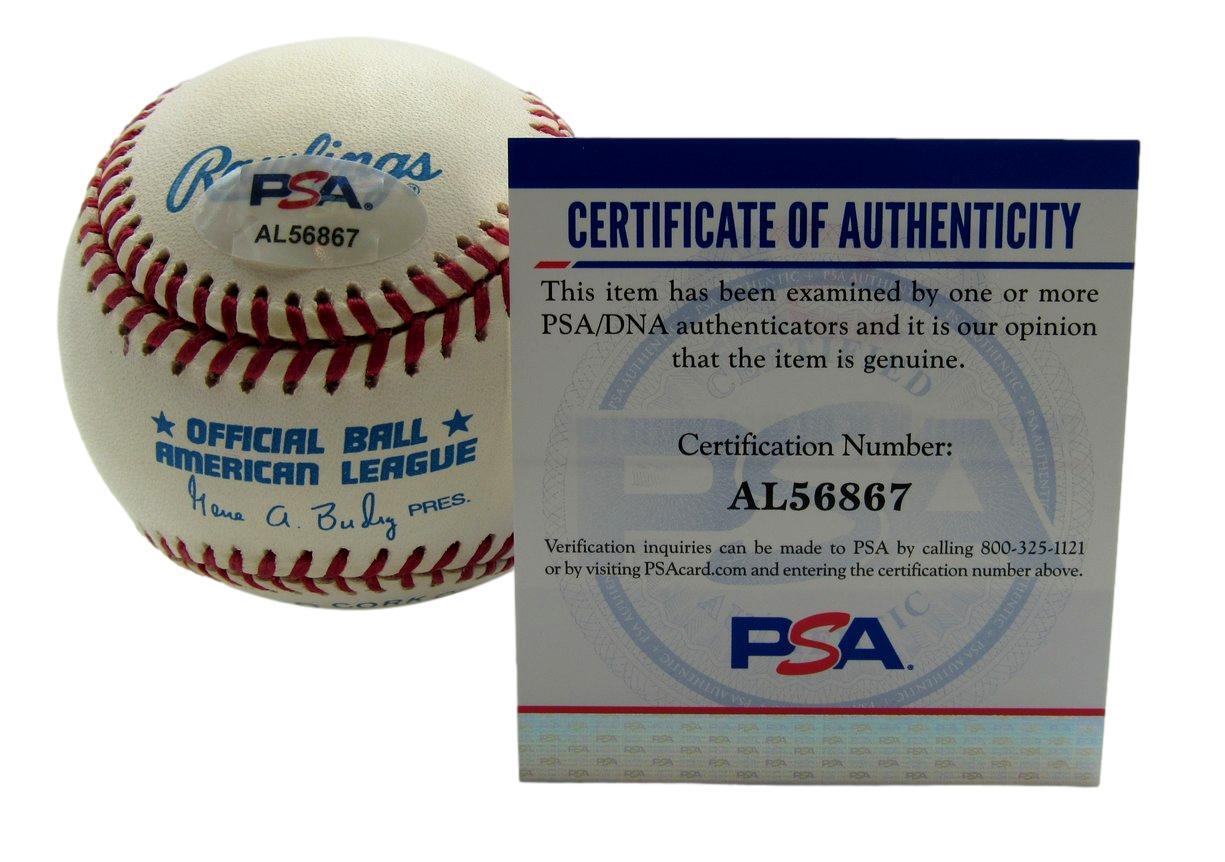 Rawlings
PSA
AL56867
OFFICIAL BALL
AMERICAN LEAGUE
Gene A. Budig PRES.
CORK
CERTIFICATE OF AUTHENTICITY
This item has been examined by one or more
PSA/DNA authenticators and it is our opinion
that the item is genuine.
Certification Number:
AL56867
Verification inquiries can be made to PSA by calling 800-325-1121
or by visiting PSAcard.com and entering the certification number above.
PSA